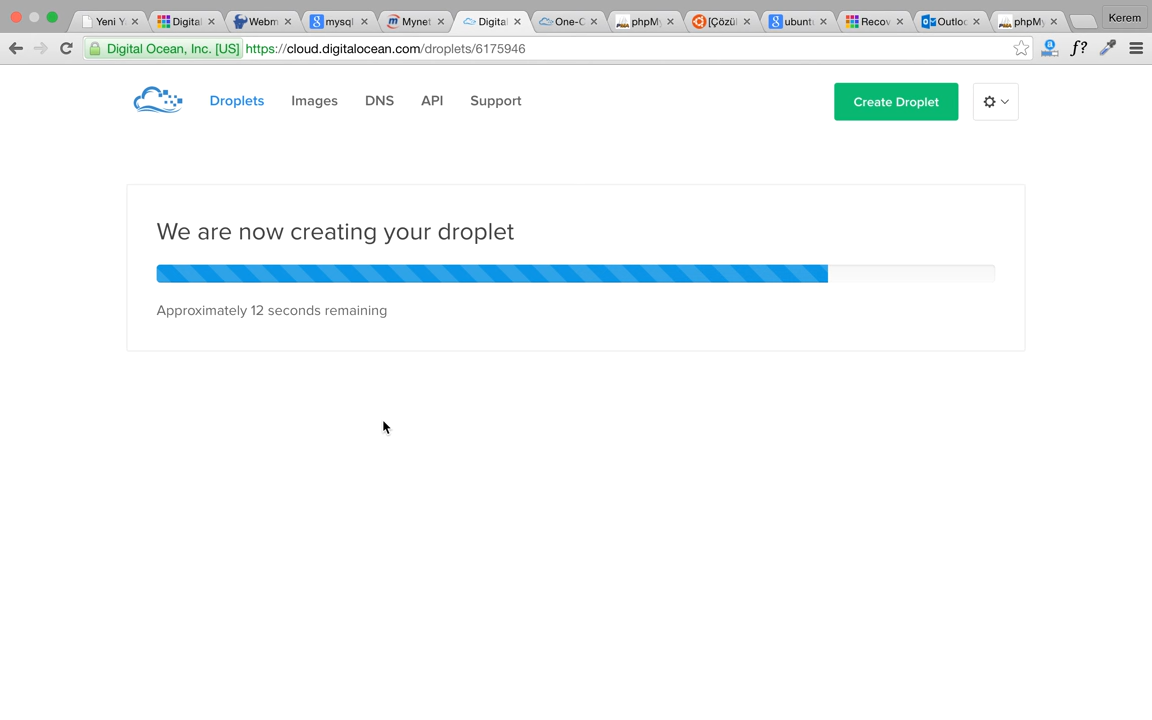 Yeni Y
Digital
Webm
mysql
Mynet
Digital
One-C
phpMy
[Çözül
ubunt
Recov
Outloo
phpMy
Kerem
Digital Ocean, Inc. [US]
https://cloud.digitalocean.com/droplets/6175946
f?
Droplets
Images
DNS
API
Support
Create Droplet
We are now creating your droplet
Approximately 12 seconds remaining